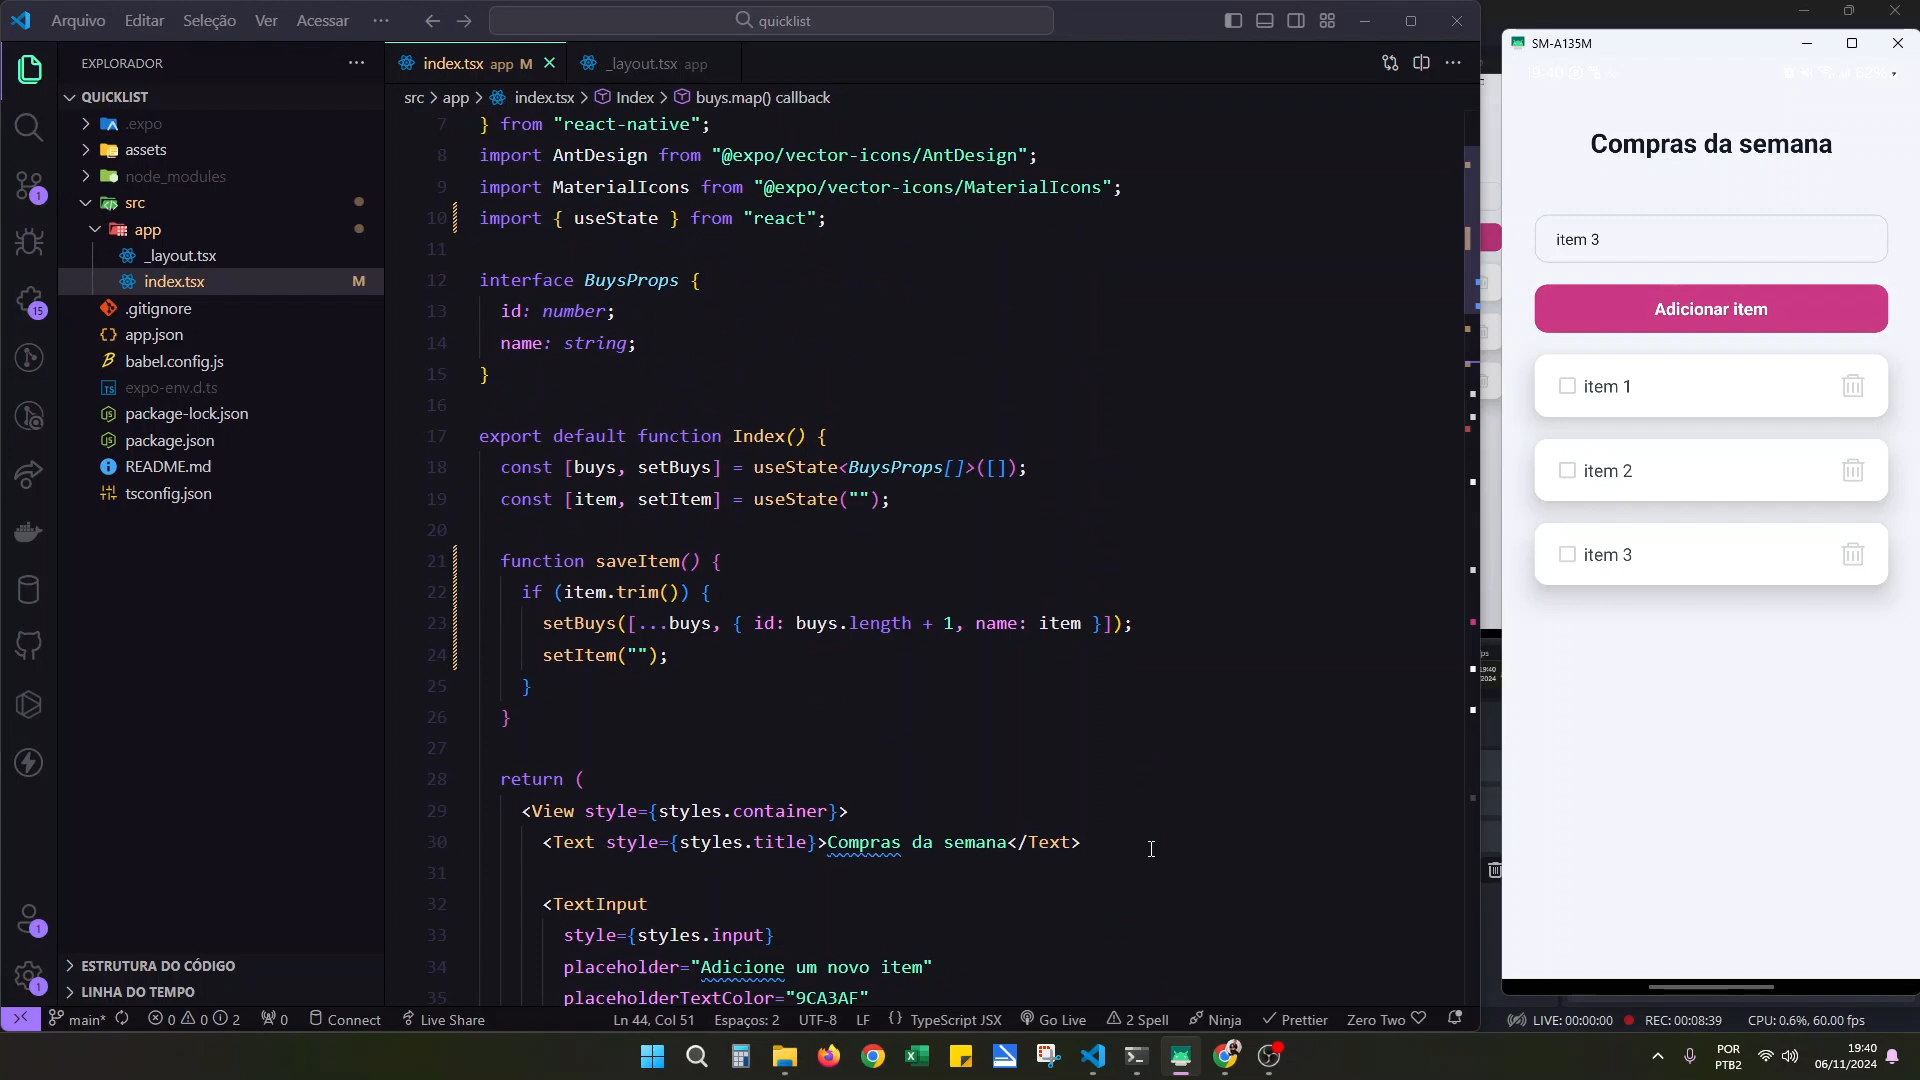 Arquivo Editar Seleção Ver Acessar ···
quicklist
EXPLORADOR
QUICKLIST
.expo
assets
node_modules
src
app
_layout.tsx
index.tsx M
.gitignore
app.json
babel.config.js
expo-env.d.ts
package-lock.json
package.json
README.md
tsconfig.json
ESTRUTURA DO CÓDIGO
LINHA DO TEMPO
1
15
1
1
index.tsx app M
_layout.tsx app
src > app > index.tsx > Index > buys.map() callback
7 } from "react-native";
8 import AntDesign from "@expo/vector-icons/AntDesign";
9 import MaterialIcons from "@expo/vector-icons/MaterialIcons";
10 import { useState } from "react";
11
12 interface BuysProps {
13 id: number;
14 name: string;
15 }
16
17 export default function Index() {
18 const [buys, setBuys] = useState<BuysProps[]>([]);
19 const [item, setItem] = useState("");
20
21 function saveItem() {
22 if (item.trim()) {
23 setBuys([...buys, { id: buys.length + 1, name: item }]);
24 setItem("");
25 }
26 }
27
28 return (
29 <View style={styles.container}>
30 <Text style={styles.title}>Compras da semana</Text>
31
32 <TextInput
33 style={styles.input}
34 placeholder="Adicione um novo item"
35 placeholderTextColor="9CA3AF"
main* 0 0 2 0 Connect Live Share Ln 44, Col 51 Espaços: 2 UTF-8 LF TypeScript JSX Go Live 2 Spell Ninja Prettier Zero Two
SM-A135M
Compras da semana
item 3
Adicionar item
item 1
item 2
item 3
LIVE: 00:00:00 REC: 00:08:39 CPU: 0.6%, 60.00 fps
POR
PTB2
19:40
06/11/2024